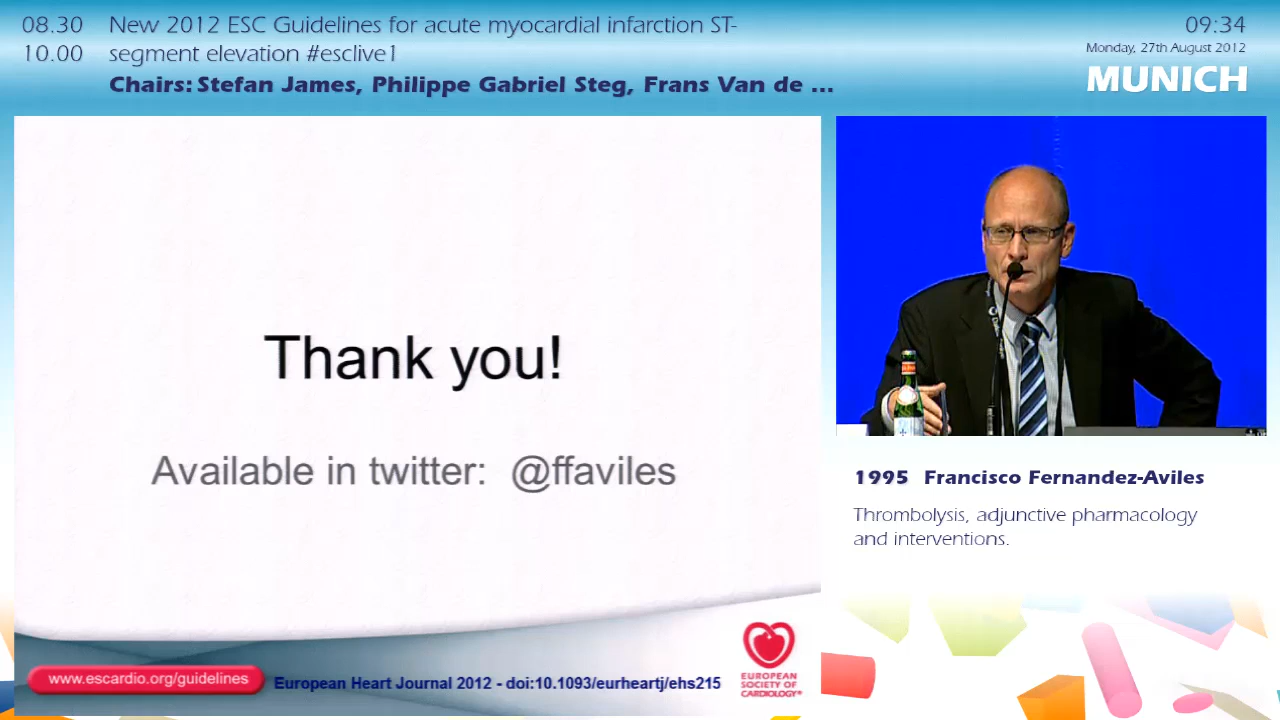 08.30 New 2012 ESC Guidelines for acute myocardial infarction ST-
10.00 segment elevation #esclive1
Chairs: Stefan James, Philippe Gabriel Steg, Frans Van de ...
09:34
Monday, 27th August 2012
MUNICH
Thank you!
Available in twitter: @ffaviles
www.escardio.org/guidelines
European Heart Journal 2012 - doi:10.1093/eurheartj/ehs215
EUROPEAN
SOCIETY OF
CARDIOLOGY®
1995 Francisco Fernandez-Aviles
Thrombolysis, adjunctive pharmacology
and interventions.